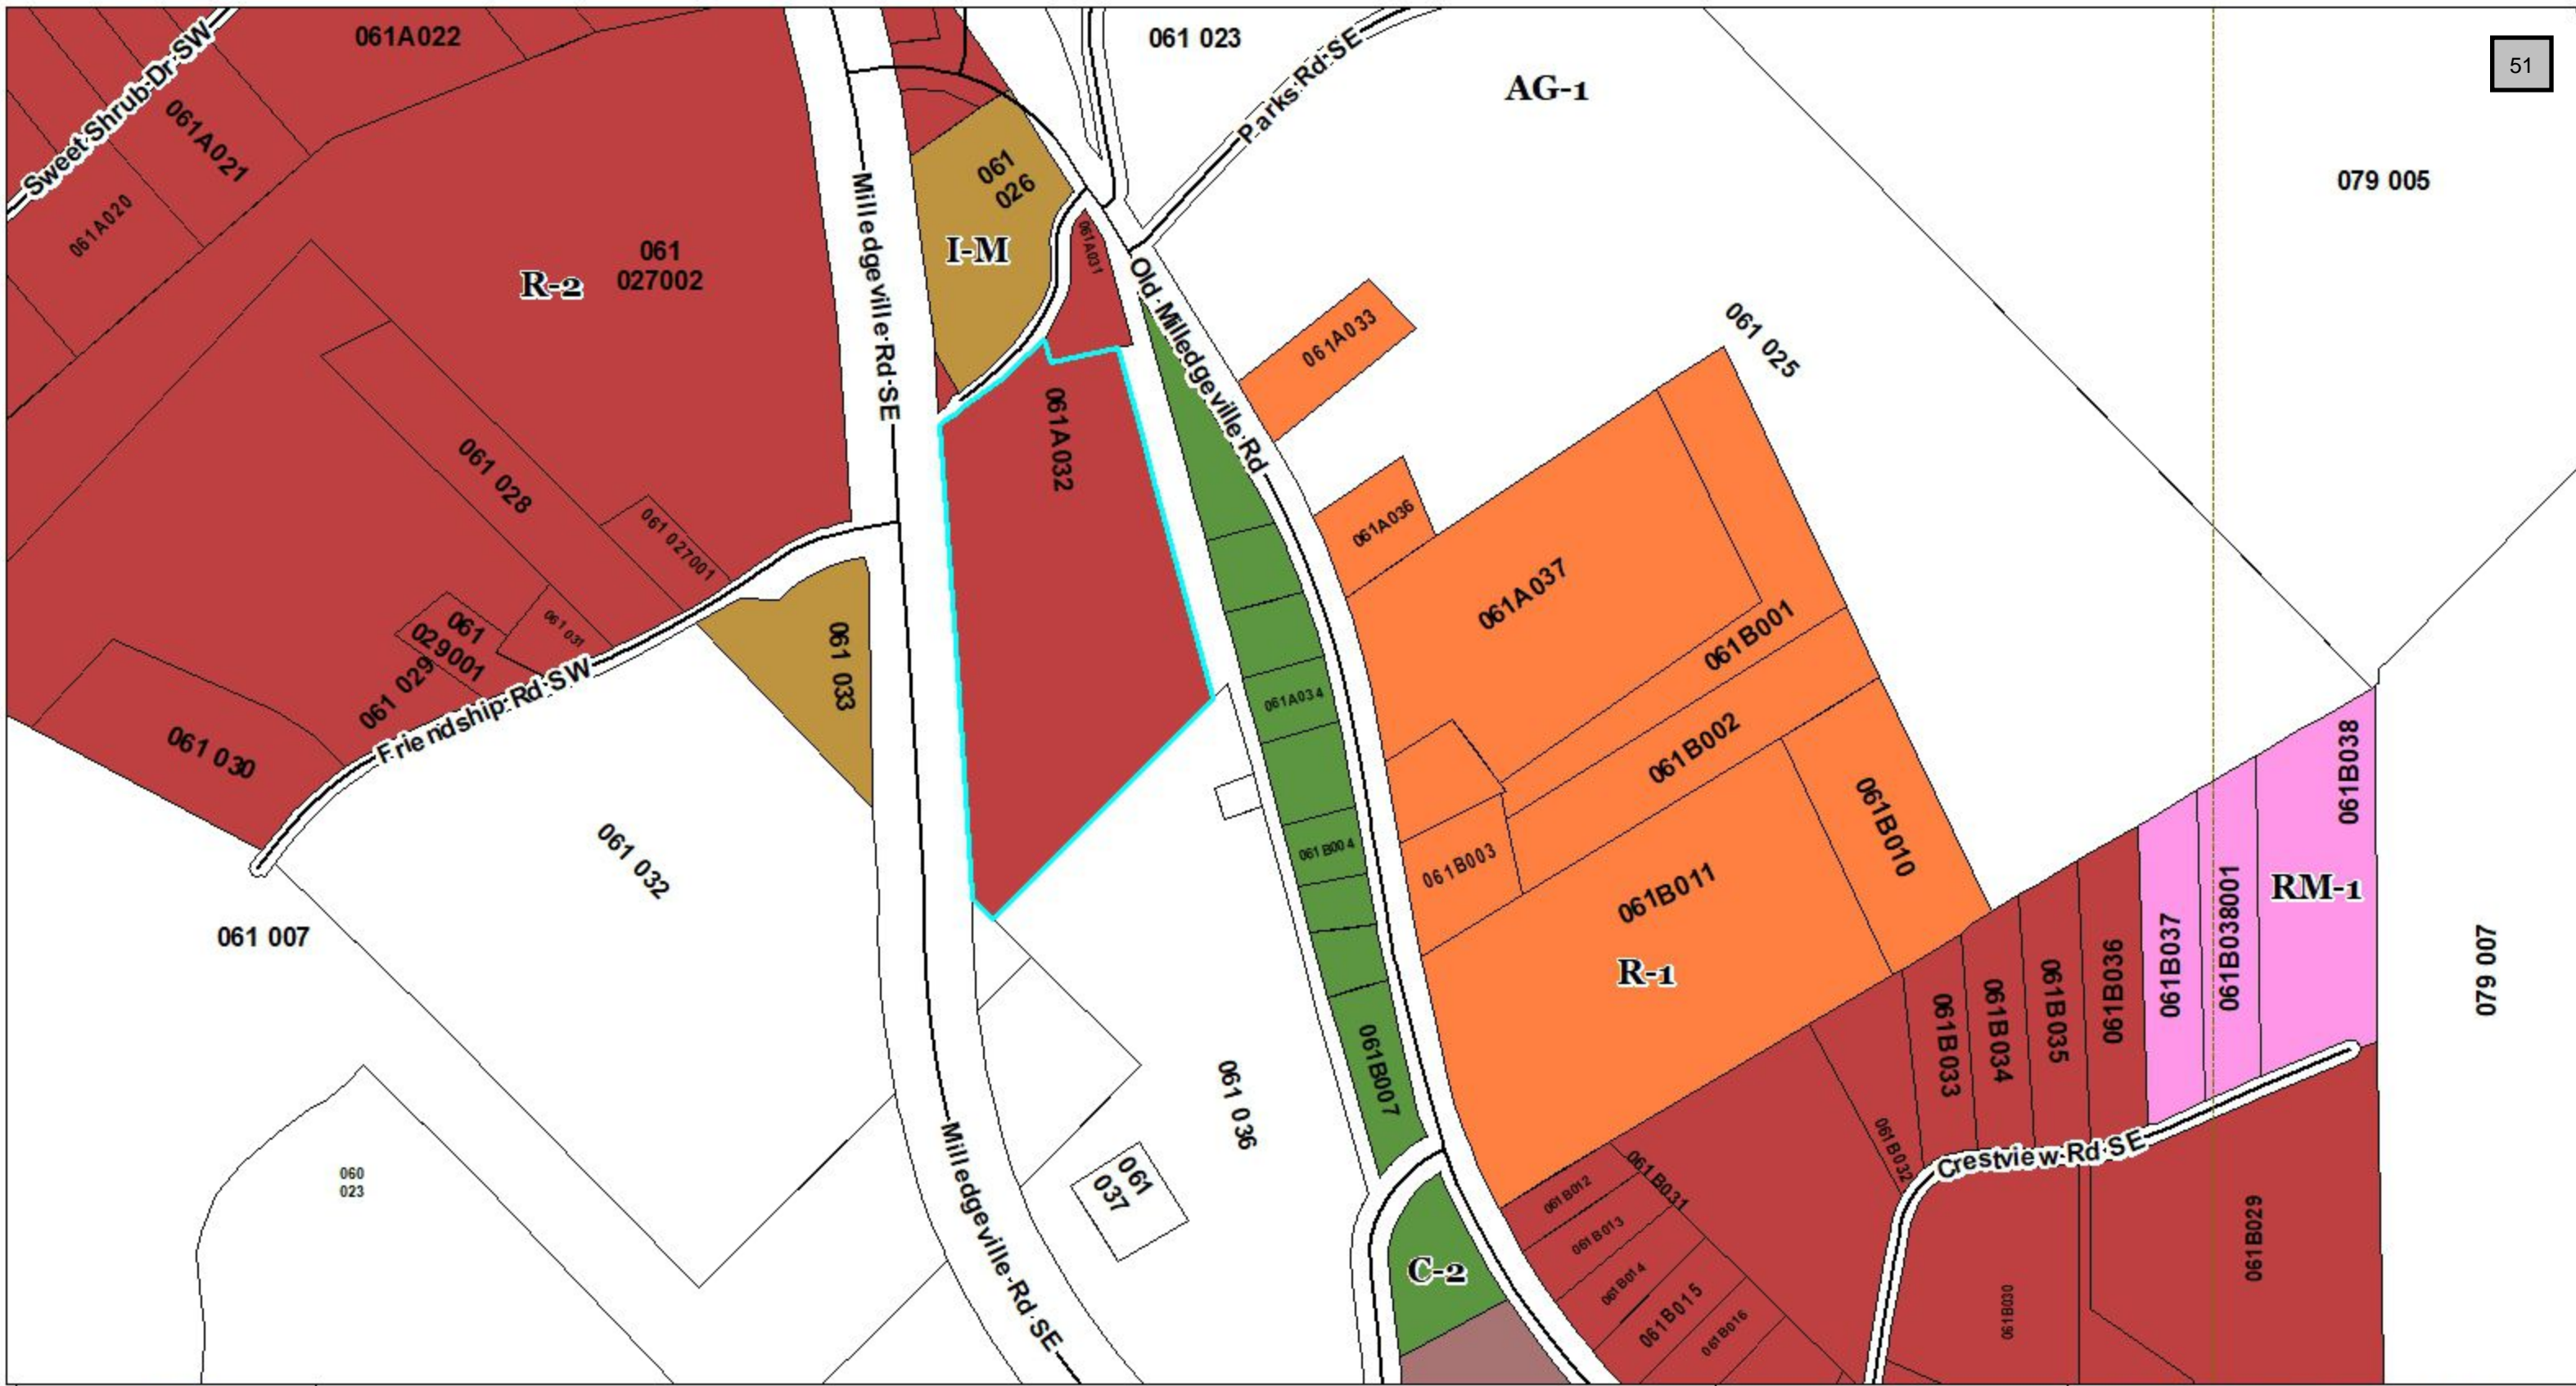 061A022
061 023
51
Sweet Shrub Dr SW
Parks Rd SE
AG-1
061A021
061A020
061
026
079 005
Milledgeville Rd SE
I-M
061A031
R-2
061
027002
Old Milledgeville Rd
061A033
061 025
061A032
061 028
061A036
061 027001
061A037
061
029001
061 031
061 029
Friendship Rd SW
061 033
061B001
061A034
061B002
061 030
061B038
061 032
061B004
061B003
061B010
061B011
RM-1
061 007
061B037
061B038001
R-1
061B033
061B034
061B035
061B036
079 007
061B007
061 036
Milledgeville Rd SE
061
037
060
023
061B032
Crestview Rd SE
061B012
061B031
061B013
061B014
061B015
061B016
C-2
061B029
061B030